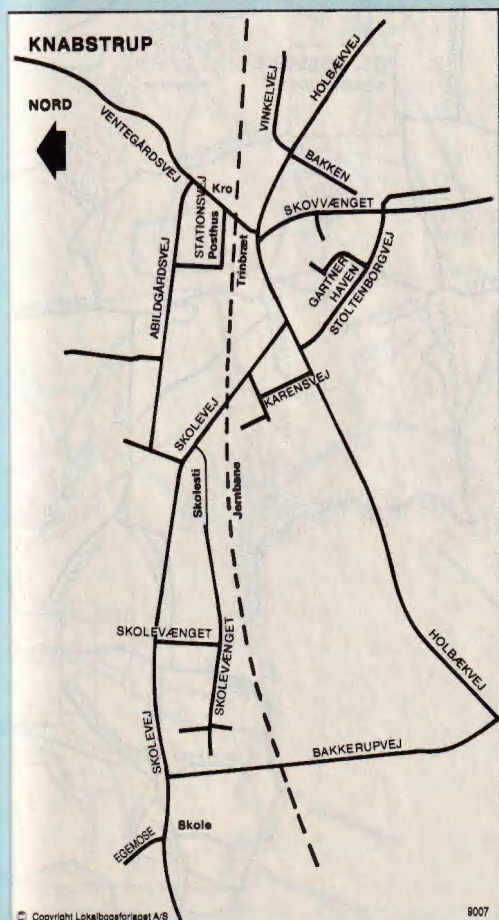 KNABSTRUP
NORD
VENTEGÅRDSVEJ
VINKELVEJ
HOLBÆKVEJ
BAKKEN
Kro
STATIONSVEJ
Posthus
Trinbræt
SKOVVÆNGET
ABILDGÅRDSVEJ
GARTNER
HAVEN
STOLTENBORGVEJ
SKOLEVEJ
KARENSVEJ
Skolesti
Jernbane
SKOLEVÆNGET
SKOLEVÆNGET
HOLBÆKVEJ
SKOLEVEJ
BAKKERUPVEJ
Skole
EGEMOSE
© Copyright Lokalbogsforlaget A/S
9007